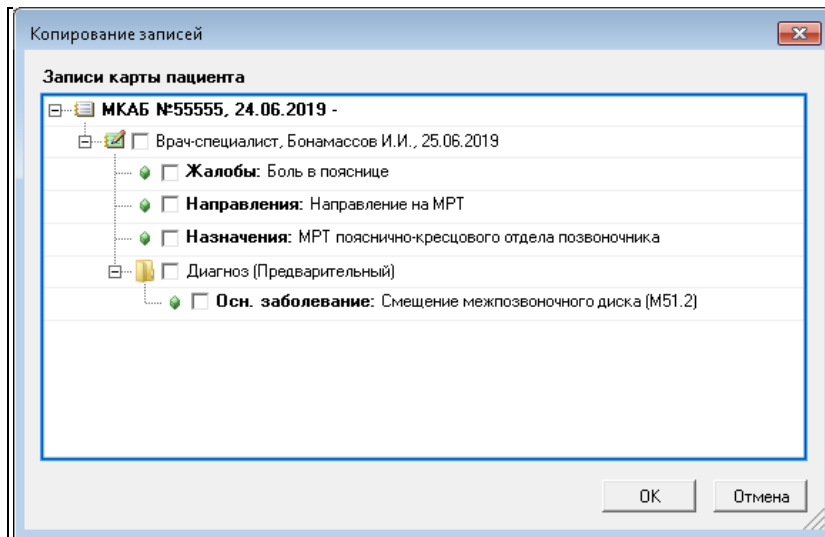 Копирование записей
Записи карты пациента
МКАБ №55555, 24.06.2019 -
Врач-специалист, Бонамассов И.И., 25.06.2019
Жалобы: Боль в пояснице
Направления: Направление на МРТ
Назначения: МРТ пояснично-кресцового отдела позвоночника
Диагноз (Предварительный)
Осн. заболевание: Смещение межпозвоночного диска (M51.2)
OK Отмена